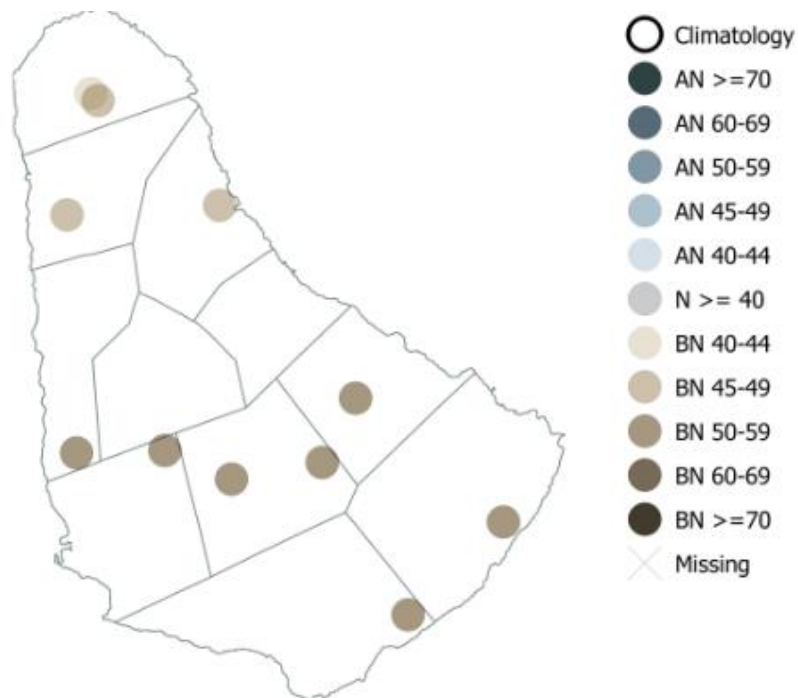 Climatology
AN >=70
AN 60-69
AN 50-59
AN 45-49
AN 40-44
N >= 40
BN 40-44
BN 45-49
BN 50-59
BN 60-69
BN >=70
Missing